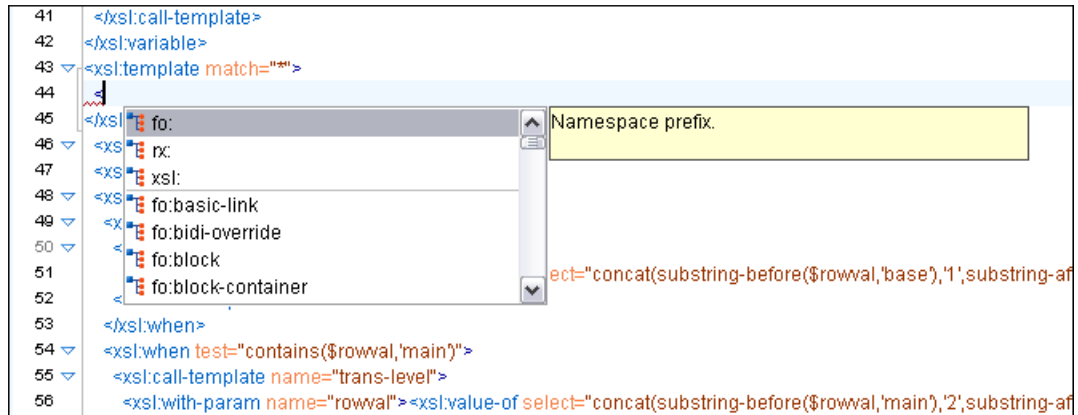 41 </xsl:call-template>
42 </xsl:variable>
43 <xsl:template match="*">
44 <
45 </xsl
fo: Namespace prefix.
46 <xs
rx:
47 <xs
xsl:
48 <xs
fo:basic-link
49 <x
fo:bidi-override
50 <
fo:block
51 ect="concat(substring-before($rowval,'base'),'1',substring-af
fo:block-container
52 <
53 </xsl:when>
54 <xsl:when test="contains($rowval,'main')">
55 <xsl:call-template name="trans-level">
56 <xsl:with-param name="rowval"><xsl:value-of select="concat(substring-before($rowval,'main'),'2',substring-af